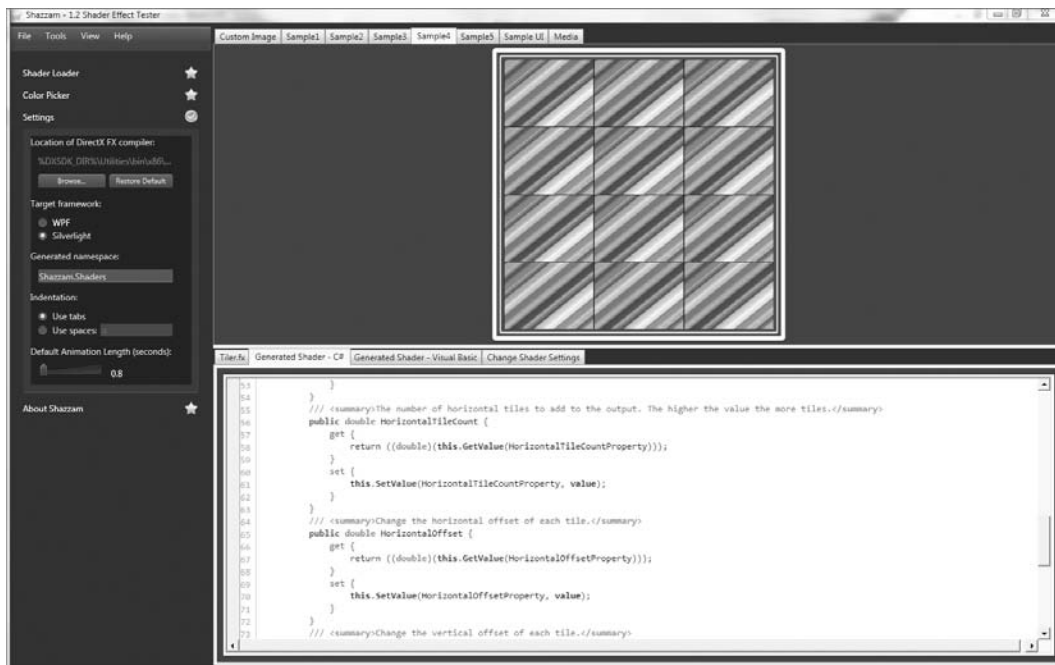 Shazzam - 1.2 Shader Effect Tester
File Tools View Help
Shader Loader
Color Picker
Settings
Location of DirectX FX compiler:
%DXSDK_DIR%\Utilities\bin\x86\...
Browse... Restore Default
Target framework:
WPF
Silverlight
Generated namespace:
Shazzam.Shaders
Indentation:
Use tabs
Use spaces:
Default Animation Length (seconds):
0.8
About Shazzam
Custom Image Sample1 Sample2 Sample3 Sample4 Sample5 Sample UI Media
Tiler.fx Generated Shader - C# Generated Shader - Visual Basic Change Shader Settings
53 }
54 }
55 /// <summary>The number of horizontal tiles to add to the output. The higher the value the more tiles.</summary>
56 public double HorizontalTileCount {
57 get {
58 return ((double)(this.GetValue(HorizontalTileCountProperty)));
59 }
60 set {
61 this.SetValue(HorizontalTileCountProperty, value);
62 }
63 }
64 /// <summary>Change the horizontal offset of each tile.</summary>
65 public double HorizontalOffset {
66 get {
67 return ((double)(this.GetValue(HorizontalOffsetProperty)));
68 }
69 set {
70 this.SetValue(HorizontalOffsetProperty, value);
71 }
72 }
73 /// <summary>Change the vertical offset of each tile.</summary>